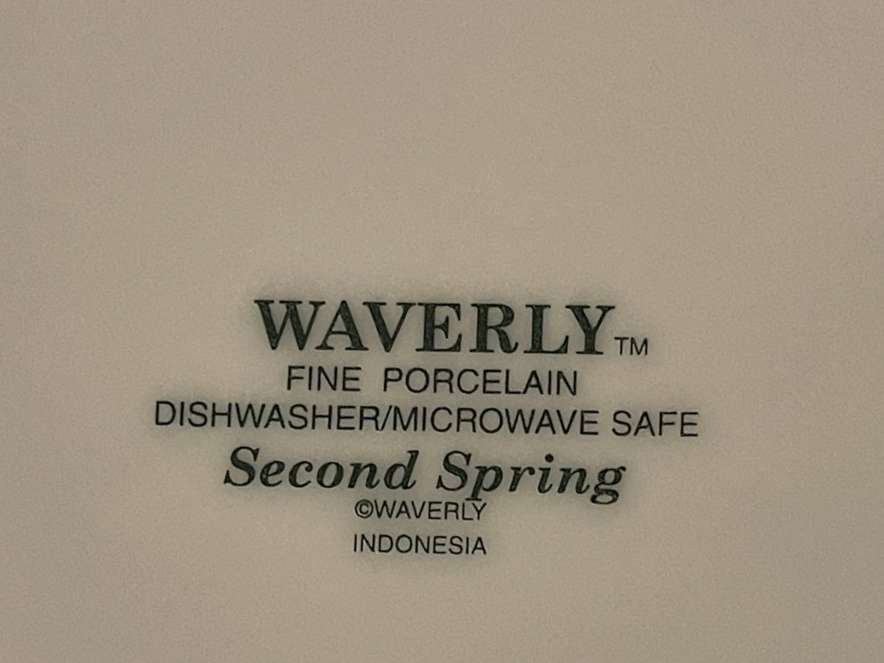 WAVERLY™
FINE PORCELAIN
DISHWASHER/MICROWAVE SAFE
Second Spring
©WAVERLY
INDONESIA